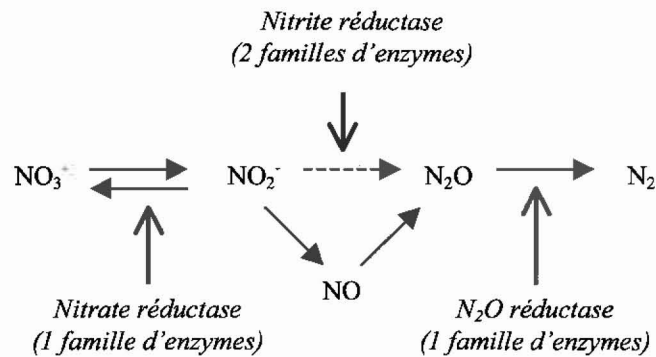 Nitrite réductase
(2 familles d'enzymes)
NO₃⁻ NO₂⁻ N₂O N₂
NO
Nitrate réductase
(1 famille d'enzymes)
N₂O réductase
(1 famille d'enzymes)